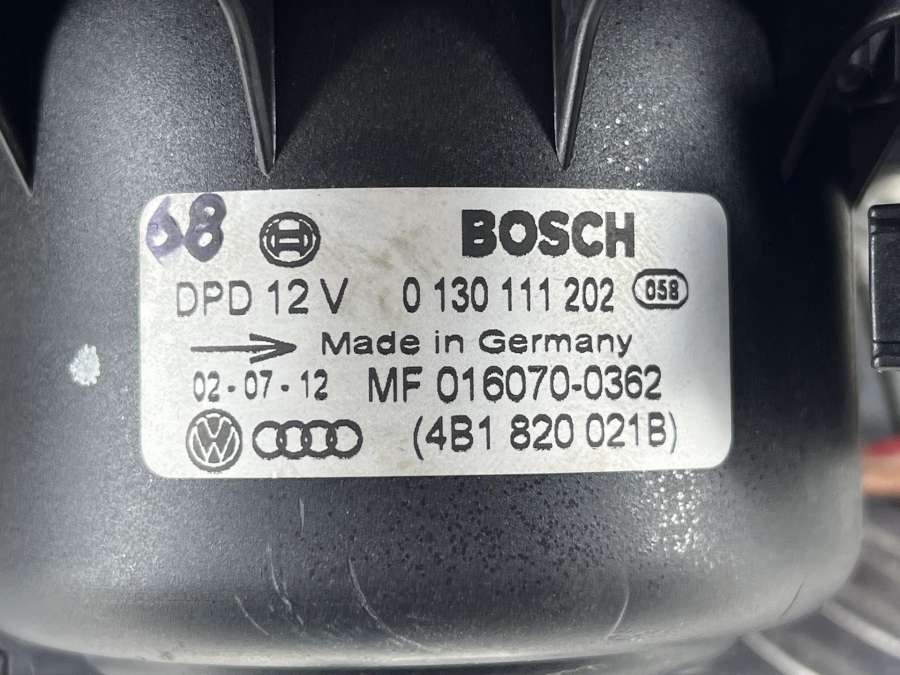 68 BOSCH
DPD 12 V 0 130 111 202 058
Made in Germany
02-07-12 MF 016070-0362
VW (4B1 820 021B)